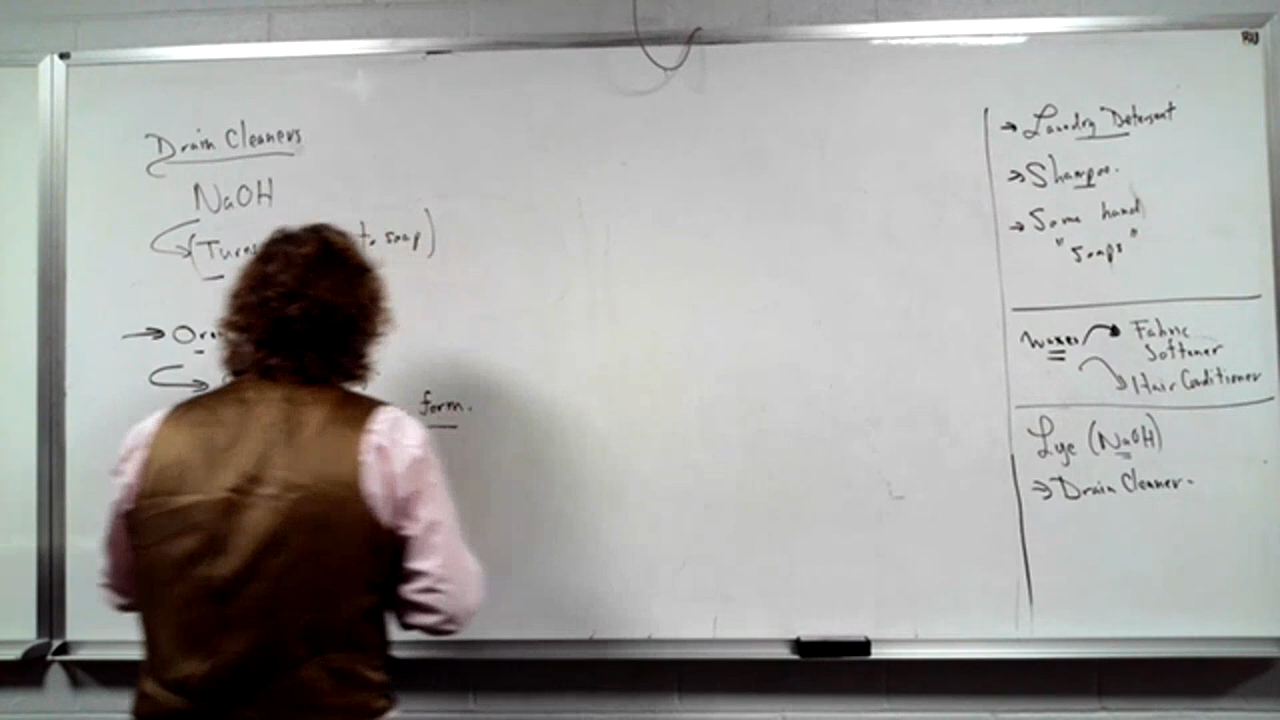 Drain Cleaners
NaOH
(Turns to soap)
→ Or
form.
→ Laundry Detergent
→ Shampoo.
→ Some hand
"soaps"
Waxes → Fabric
Softener
→ Hair Conditioner
Lye (NaOH)
→ Drain Cleaner.